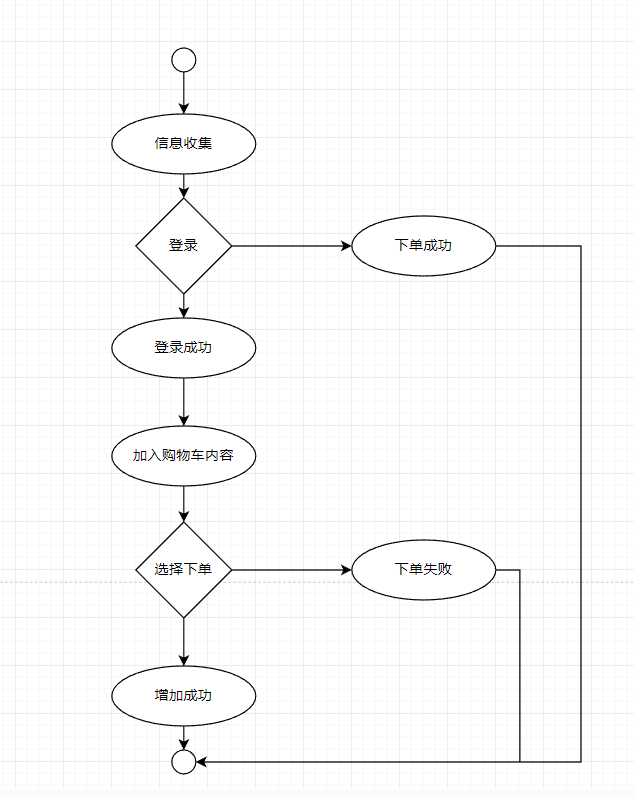 信息收集
登录
下单成功
登录成功
加入购物车内容
选择下单
下单失败
增加成功